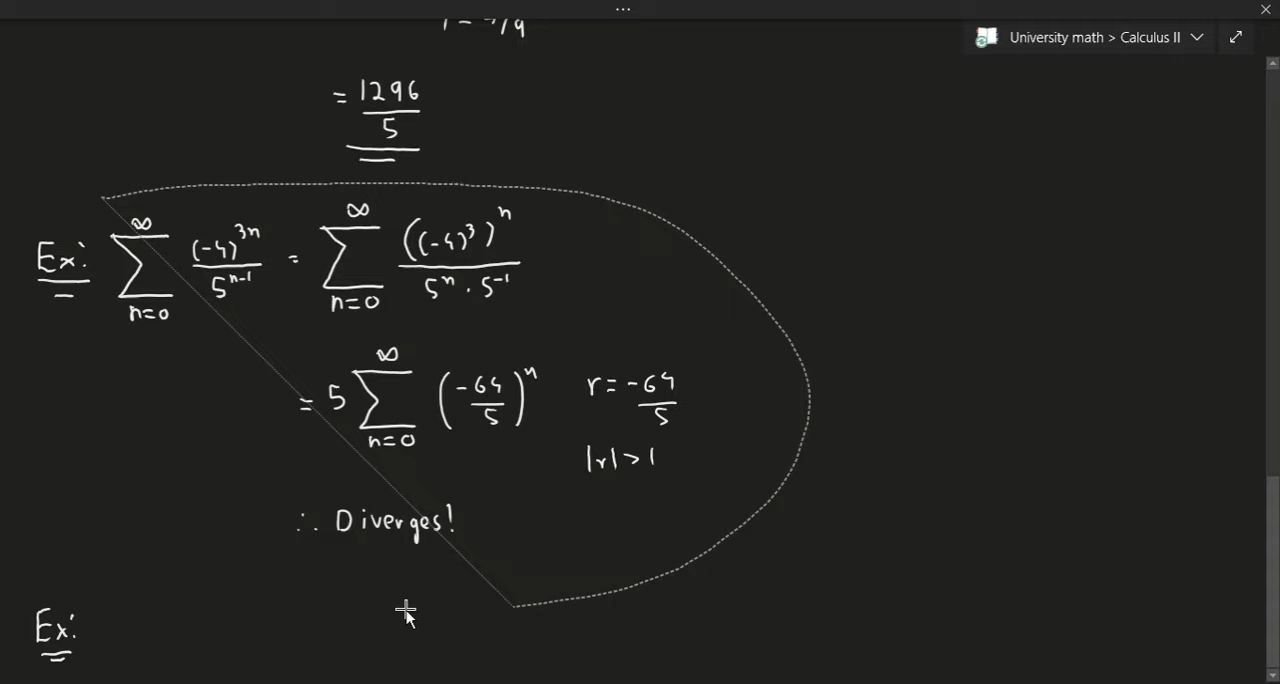 University math > Calculus II
= 1296/5
Ex: ∑_{n=0}^{∞} (-4)^{3n}/5^{n-1} = ∑_{n=0}^{∞} ((-4)^3)^n/(5^n · 5^{-1})
= 5 ∑_{n=0}^{∞} (-64/5)^n r = -64/5
|r| > 1
∴ Diverges!
Ex: